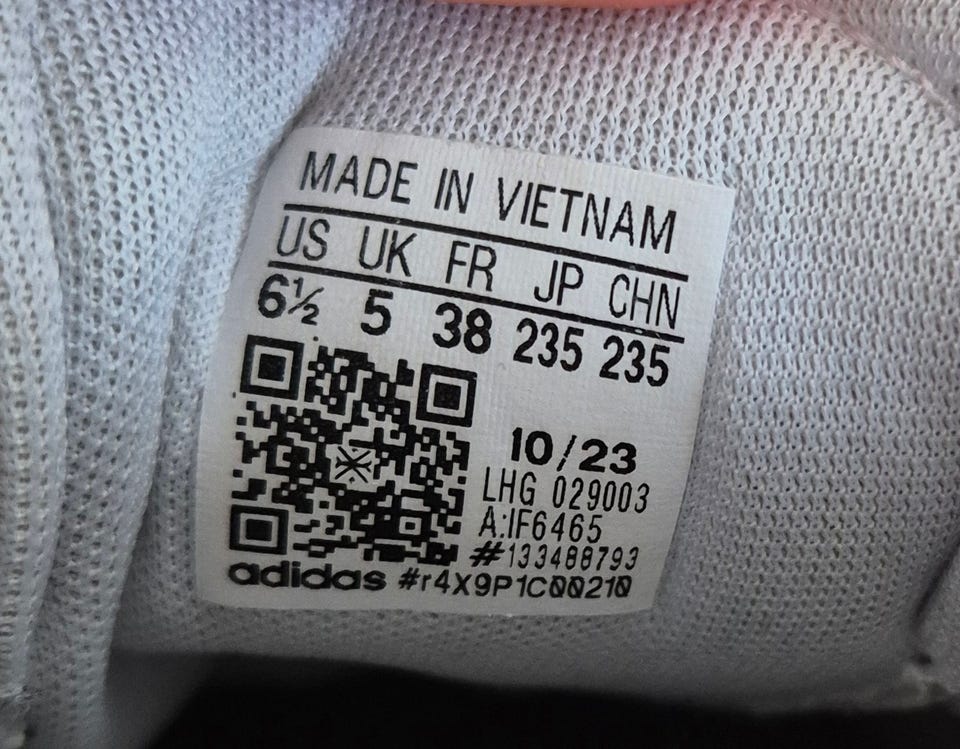 MADE IN VIETNAM
US UK FR JP CHN
6½ 5 38 235 235
10/23
LHG 029003
A:IF6465
#133488793
adidas #r4X9P1C00210